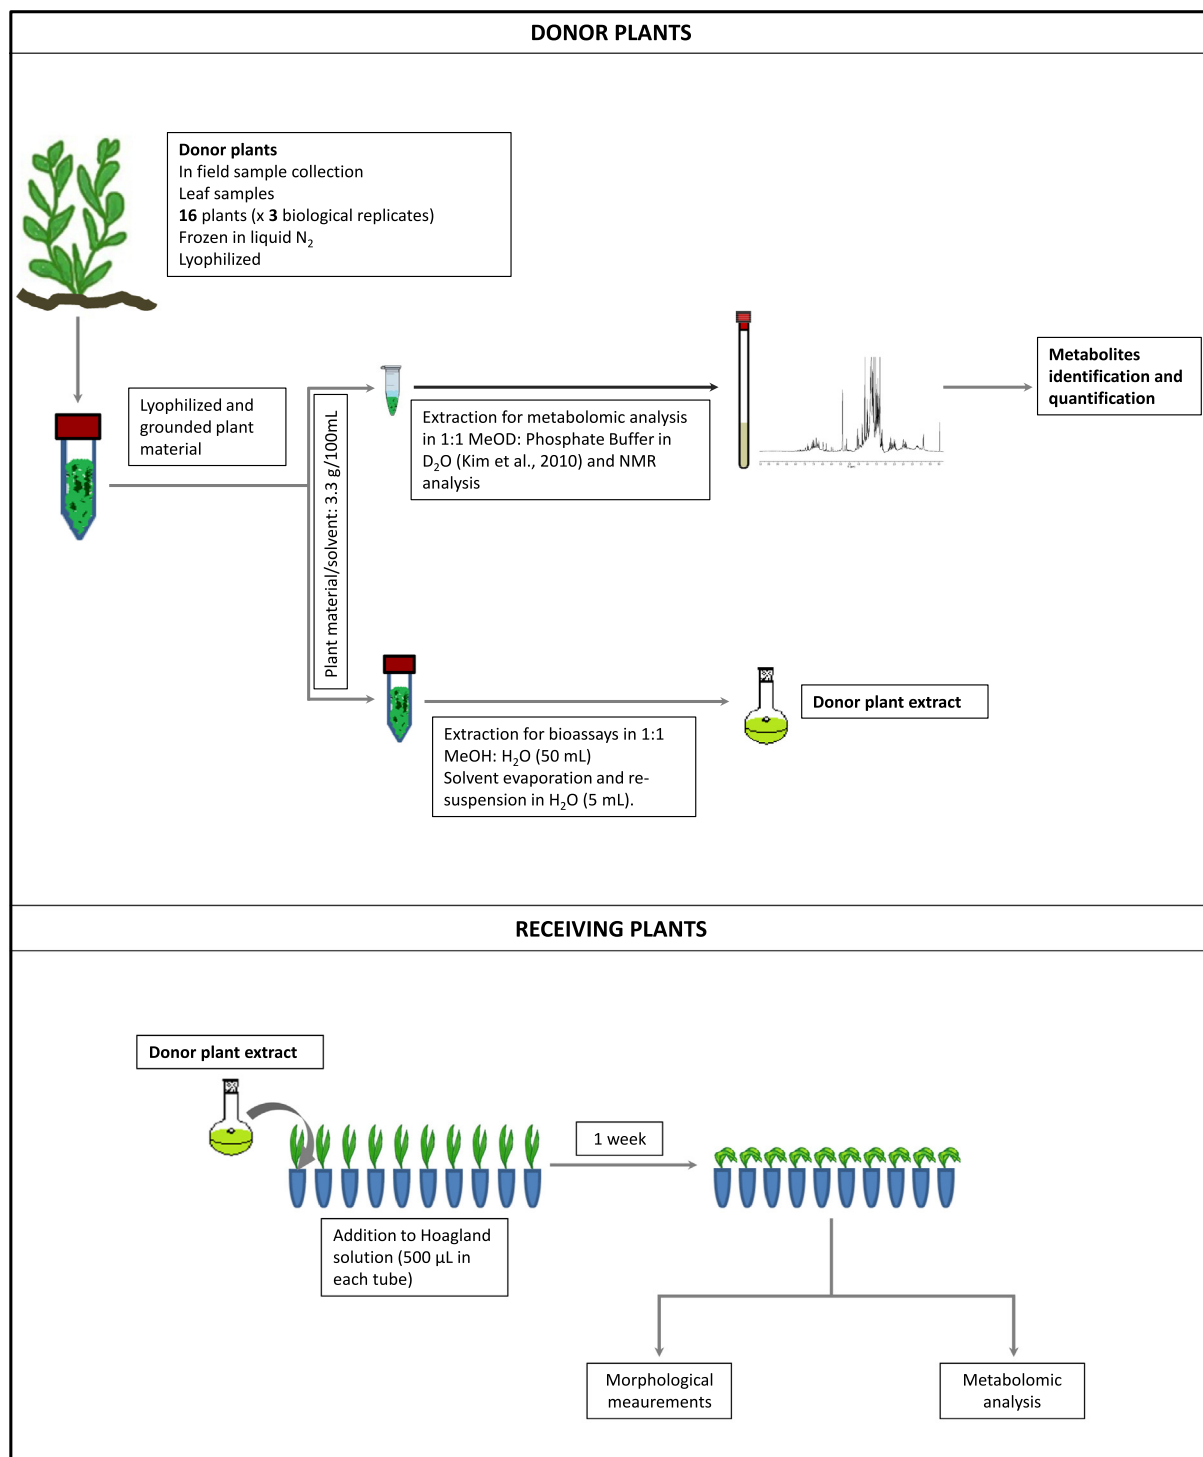 DONOR PLANTS
Donor plants
In field sample collection
Leaf samples
16 plants (x 3 biological replicates)
Frozen in liquid N₂
Lyophilized
Lyophilized and
grounded plant
material
Plant material/solvent: 3.3 g/100mL
Extraction for metabolomic analysis
in 1:1 MeOD: Phosphate Buffer in
D₂O (Kim et al., 2010) and NMR
analysis
Metabolites
identification and
quantification
Extraction for bioassays in 1:1
MeOH: H₂O (50 mL)
Solvent evaporation and re-
suspension in H₂O (5 mL).
Donor plant extract
RECEIVING PLANTS
Donor plant extract
1 week
Addition to Hoagland
solution (500 µL in
each tube)
Morphological
meaurements
Metabolomic
analysis